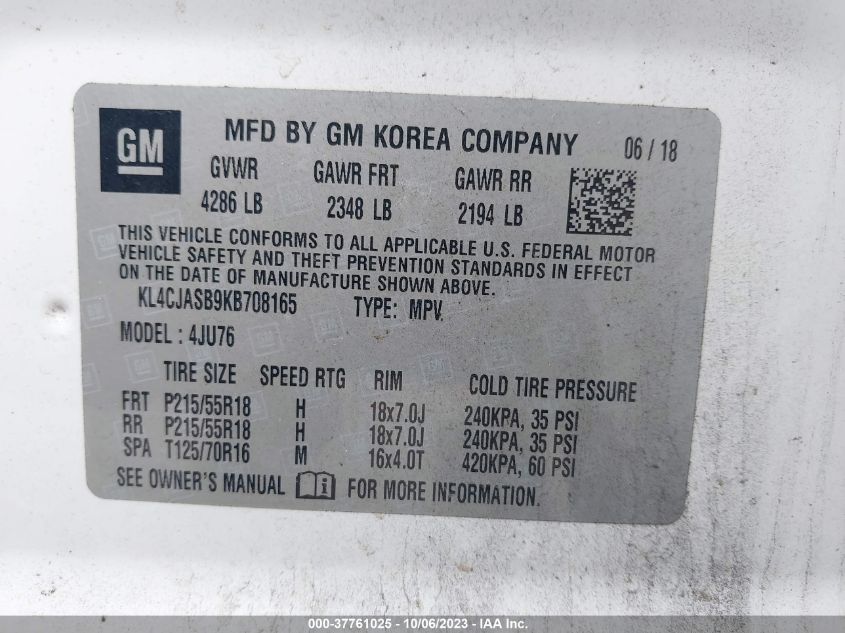 GM
MFD BY GM KOREA COMPANY 06 / 18
GVWR GAWR FRT GAWR RR
4286 LB 2348 LB 2194 LB
THIS VEHICLE CONFORMS TO ALL APPLICABLE U.S. FEDERAL MOTOR
VEHICLE SAFETY AND THEFT PREVENTION STANDARDS IN EFFECT
ON THE DATE OF MANUFACTURE SHOWN ABOVE.
KL4CJASB9KB708165 TYPE: MPV
MODEL : 4JU76
TIRE SIZE SPEED RTG RIM COLD TIRE PRESSURE
FRT P215/55R18 H 18x7.0J 240KPA, 35 PSI
RR P215/55R18 H 18x7.0J 240KPA, 35 PSI
SPA T125/70R16 M 16x4.0T 420KPA, 60 PSI
SEE OWNER'S MANUAL i FOR MORE INFORMATION.
000-37761025 - 10/06/2023 - IAA Inc.